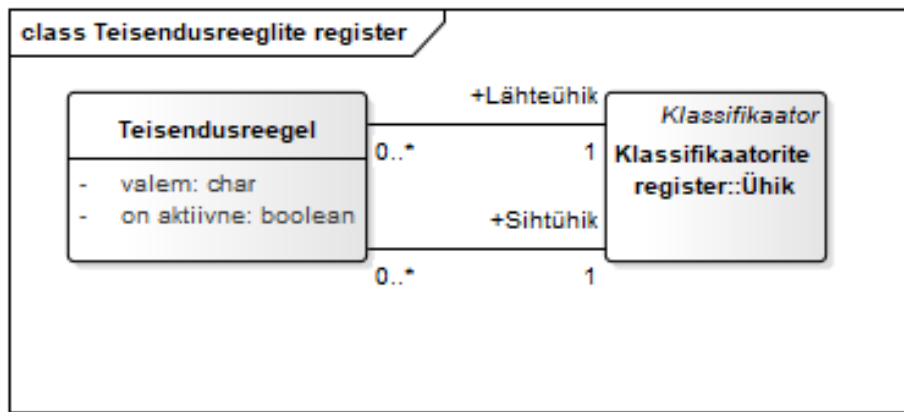 class Teisendusreeglite register
+Lähteühik
Klassifikaator
Teisendusreegel
0..*
1
Klassifikaatorite
register::Ühik
- valem: char
- on aktiivne: boolean
+Sihtühik
0..*
1